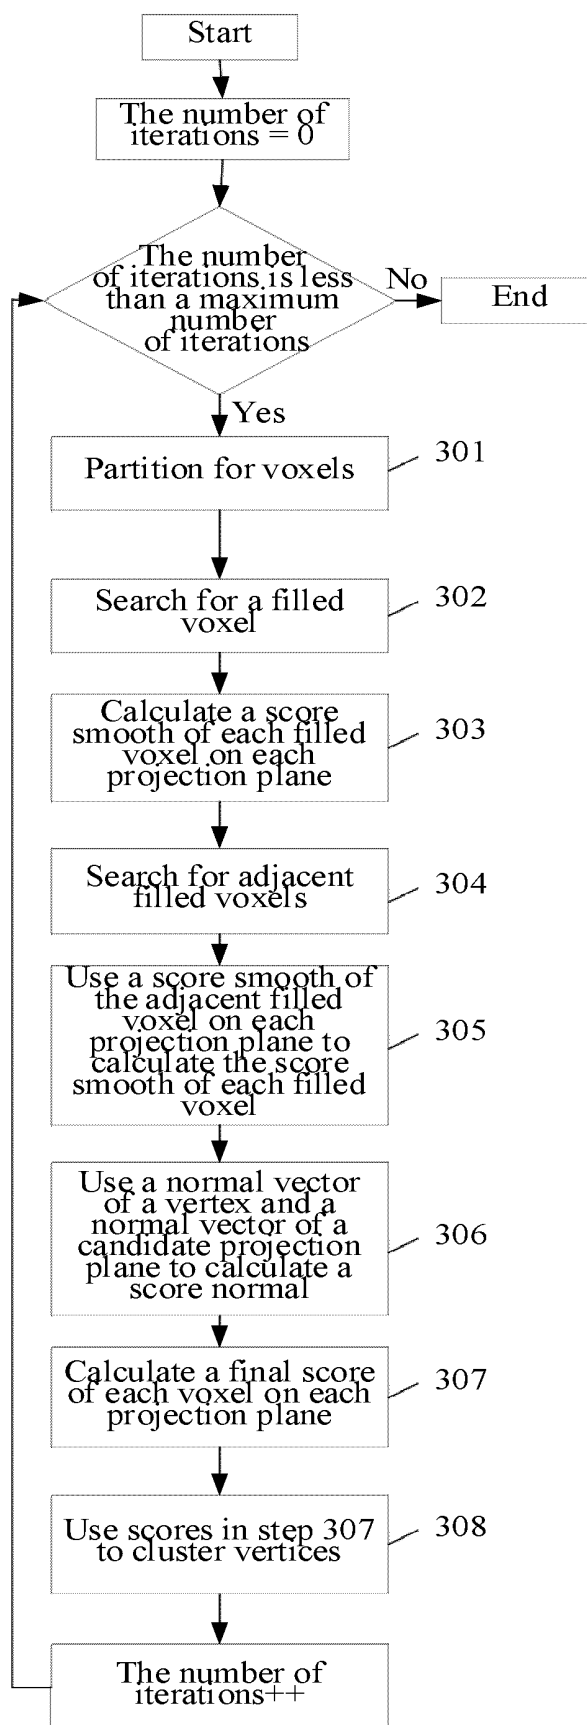 Start
The number of
iterations = 0
The number
of iterations is less
than a maximum
number
of iterations
No
End
Yes
Partition for voxels
301
Search for a filled
voxel
302
Calculate a score
smooth of each filled
voxel on each
projection plane
303
Search for adjacent
filled voxels
304
Use a score smooth of
the adjacent filled
voxel on each
projection plane to
calculate the score
smooth of each filled
voxel
305
Use a normal vector
of a vertex and a
normal vector of a
candidate projection
plane to calculate a
score normal
306
Calculate a final score
of each voxel on each
projection plane
307
Use scores in step 307
to cluster vertices
308
The number of
iterations++